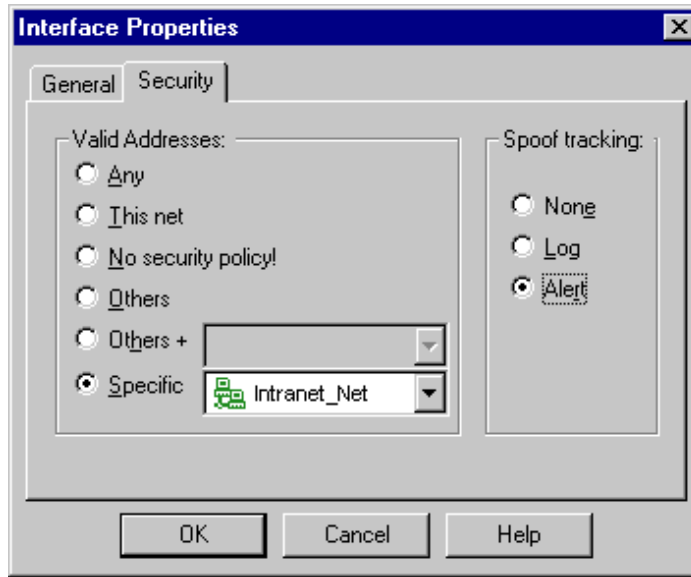 Interface Properties
General
Security
Valid Addresses:
Any
This net
No security policy!
Others
Others +
Specific
Intranet_Net
Spoof tracking:
None
Log
Alert
OK
Cancel
Help